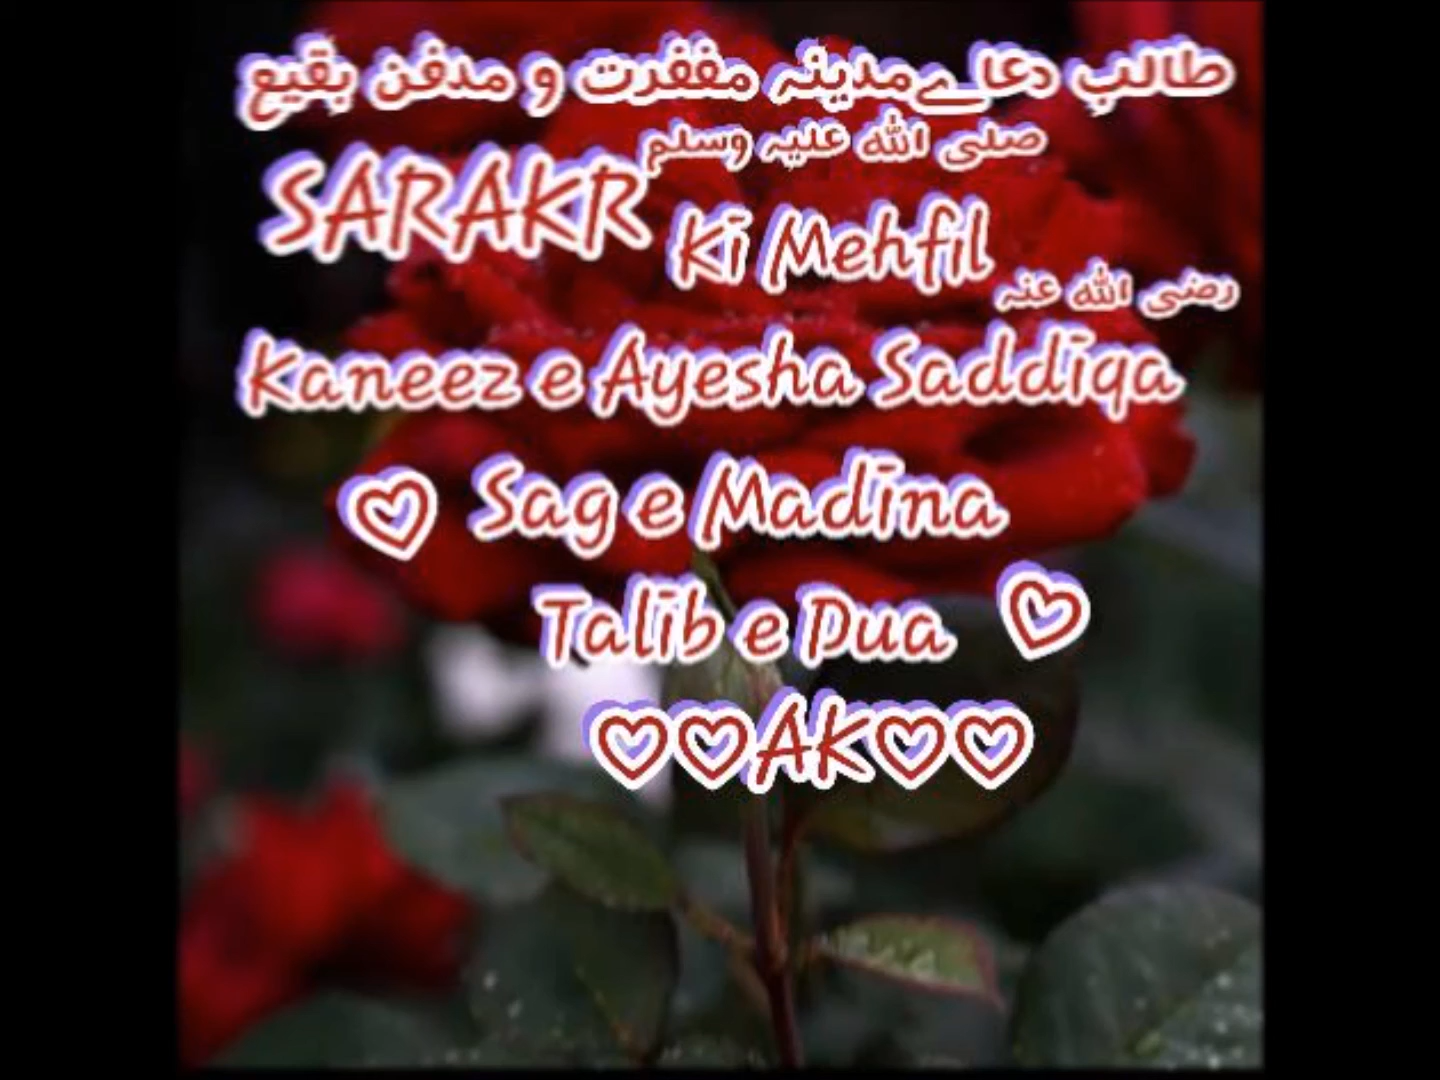 طالبِ دعاےمدینہ مغفرت و مدفن بقیع
صلی اللہ علیہ وسلم
SARAKR Ki Mehfil
رضی اللہ عنہ
Kaneez e Ayesha Saddiqa
♡ Sag e Madina
Talib e Dua ♡
♡♡AK♡♡